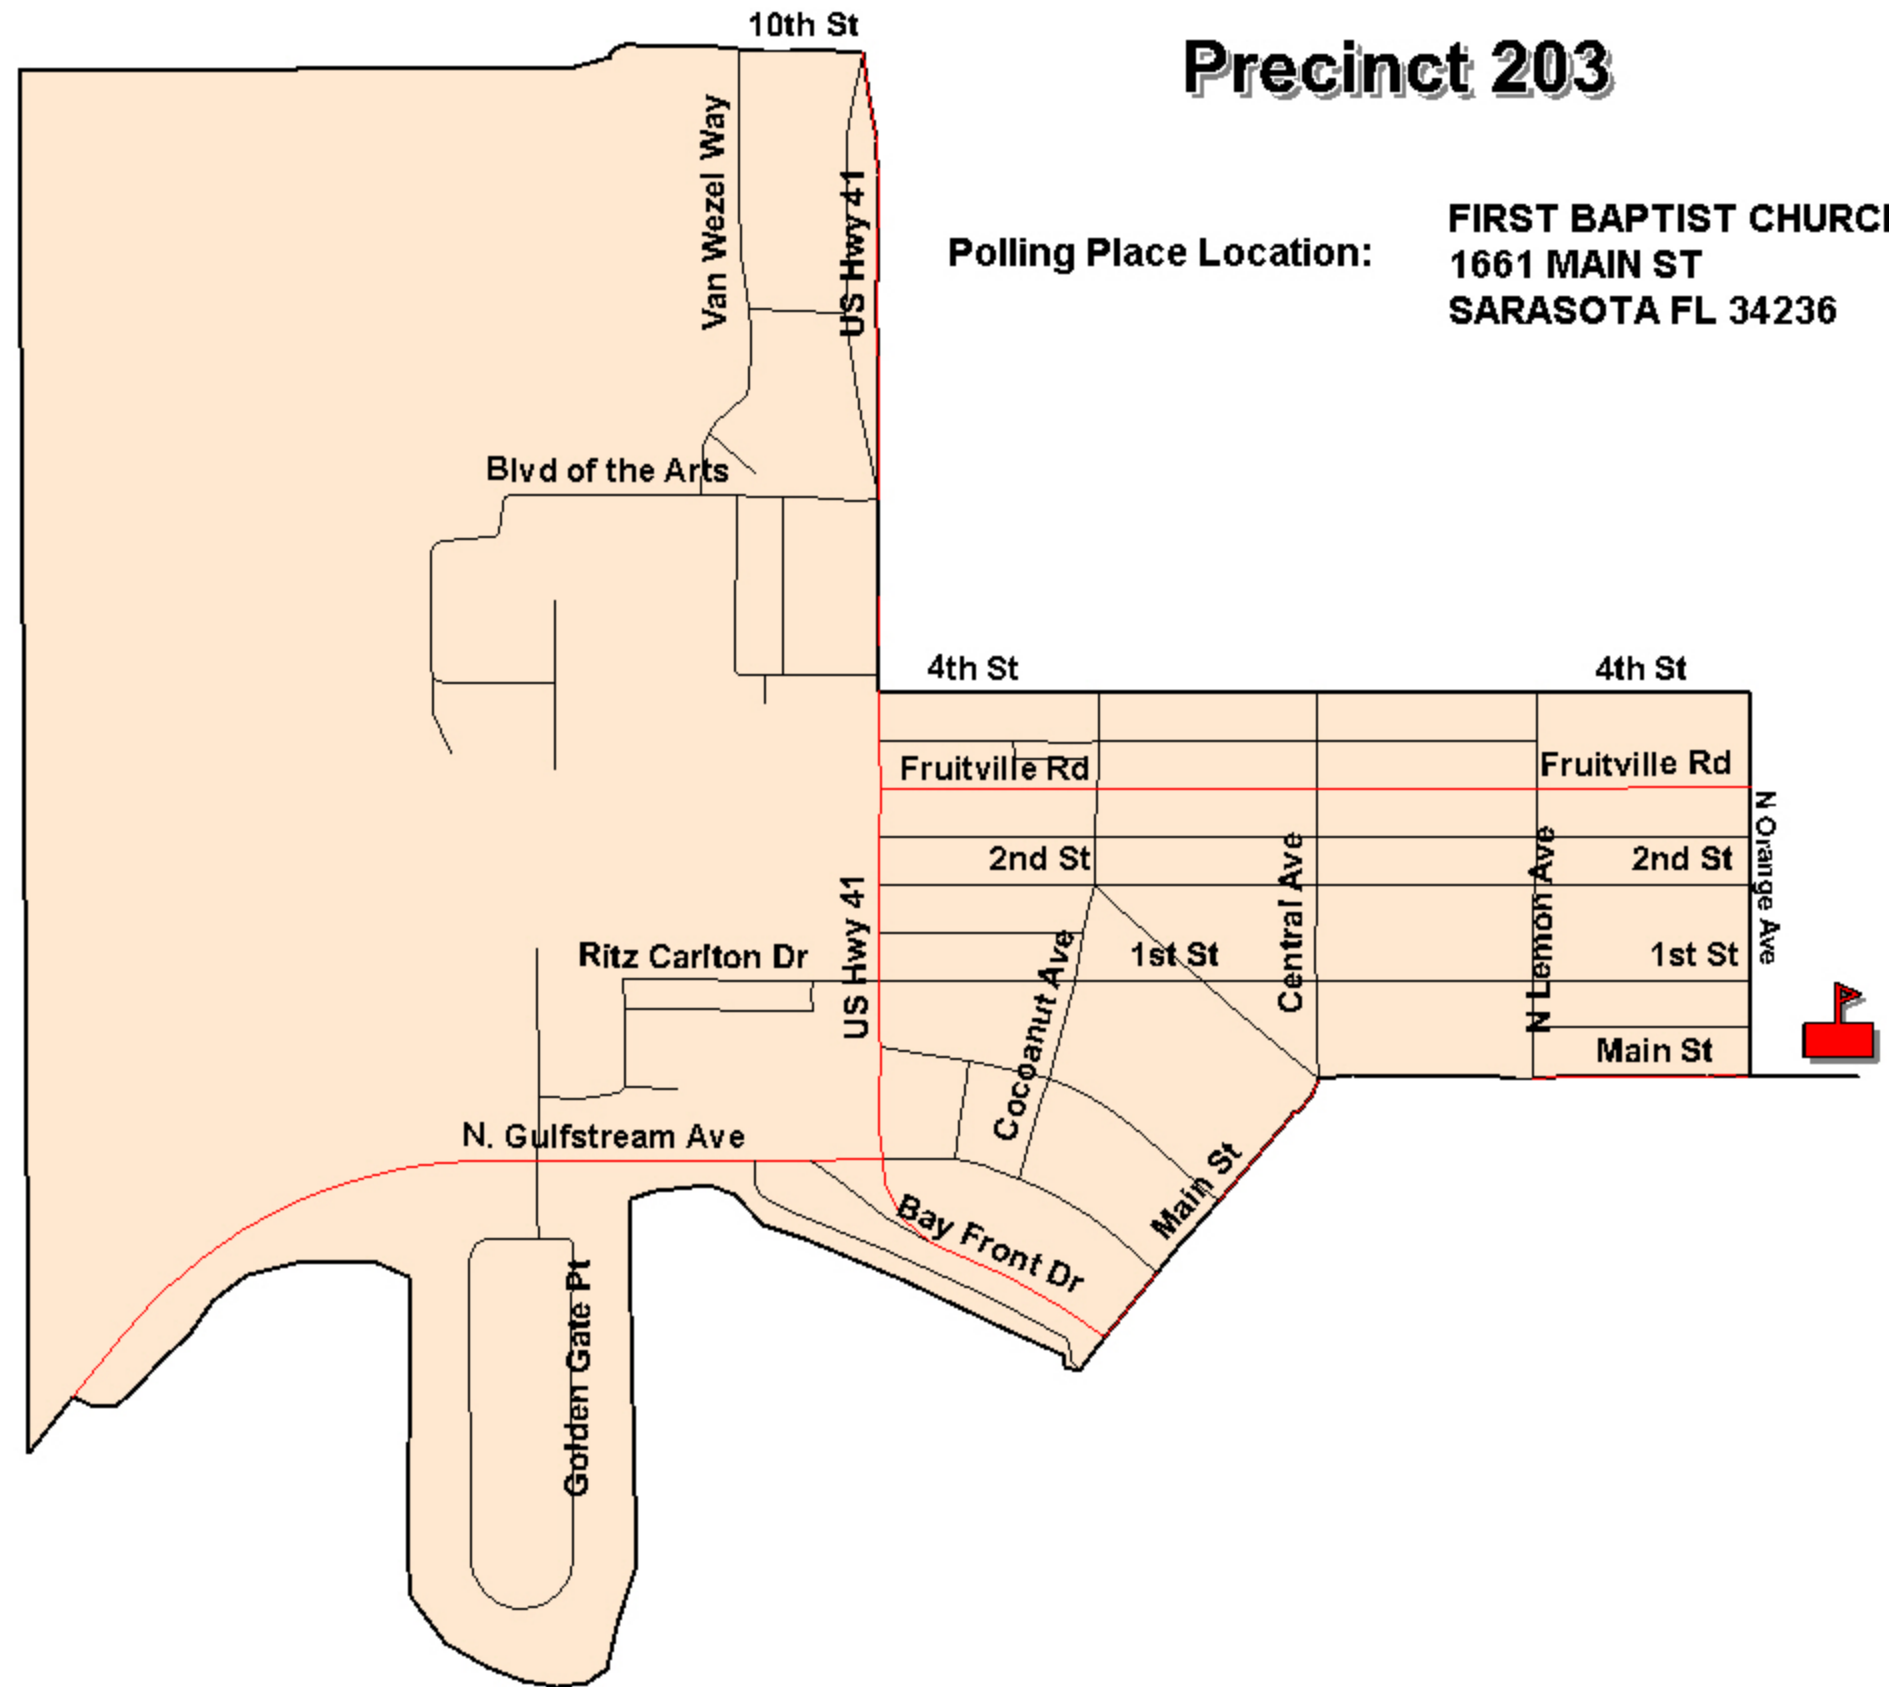 10th St
Precinct 203
Van Wezel Way
US Hwy 41
Polling Place Location:
FIRST BAPTIST CHURCH
1661 MAIN ST
SARASOTA FL 34236
Blvd of the Arts
4th St
4th St
Fruitville Rd
Fruitville Rd
N Orange Ave
2nd St
Central Ave
N Lemon Ave
2nd St
US Hwy 41
Ritz Carlton Dr
Cocoanut Ave
1st St
1st St
Main St
N. Gulfstream Ave
Main St
Bay Front Dr
Golden Gate Pt